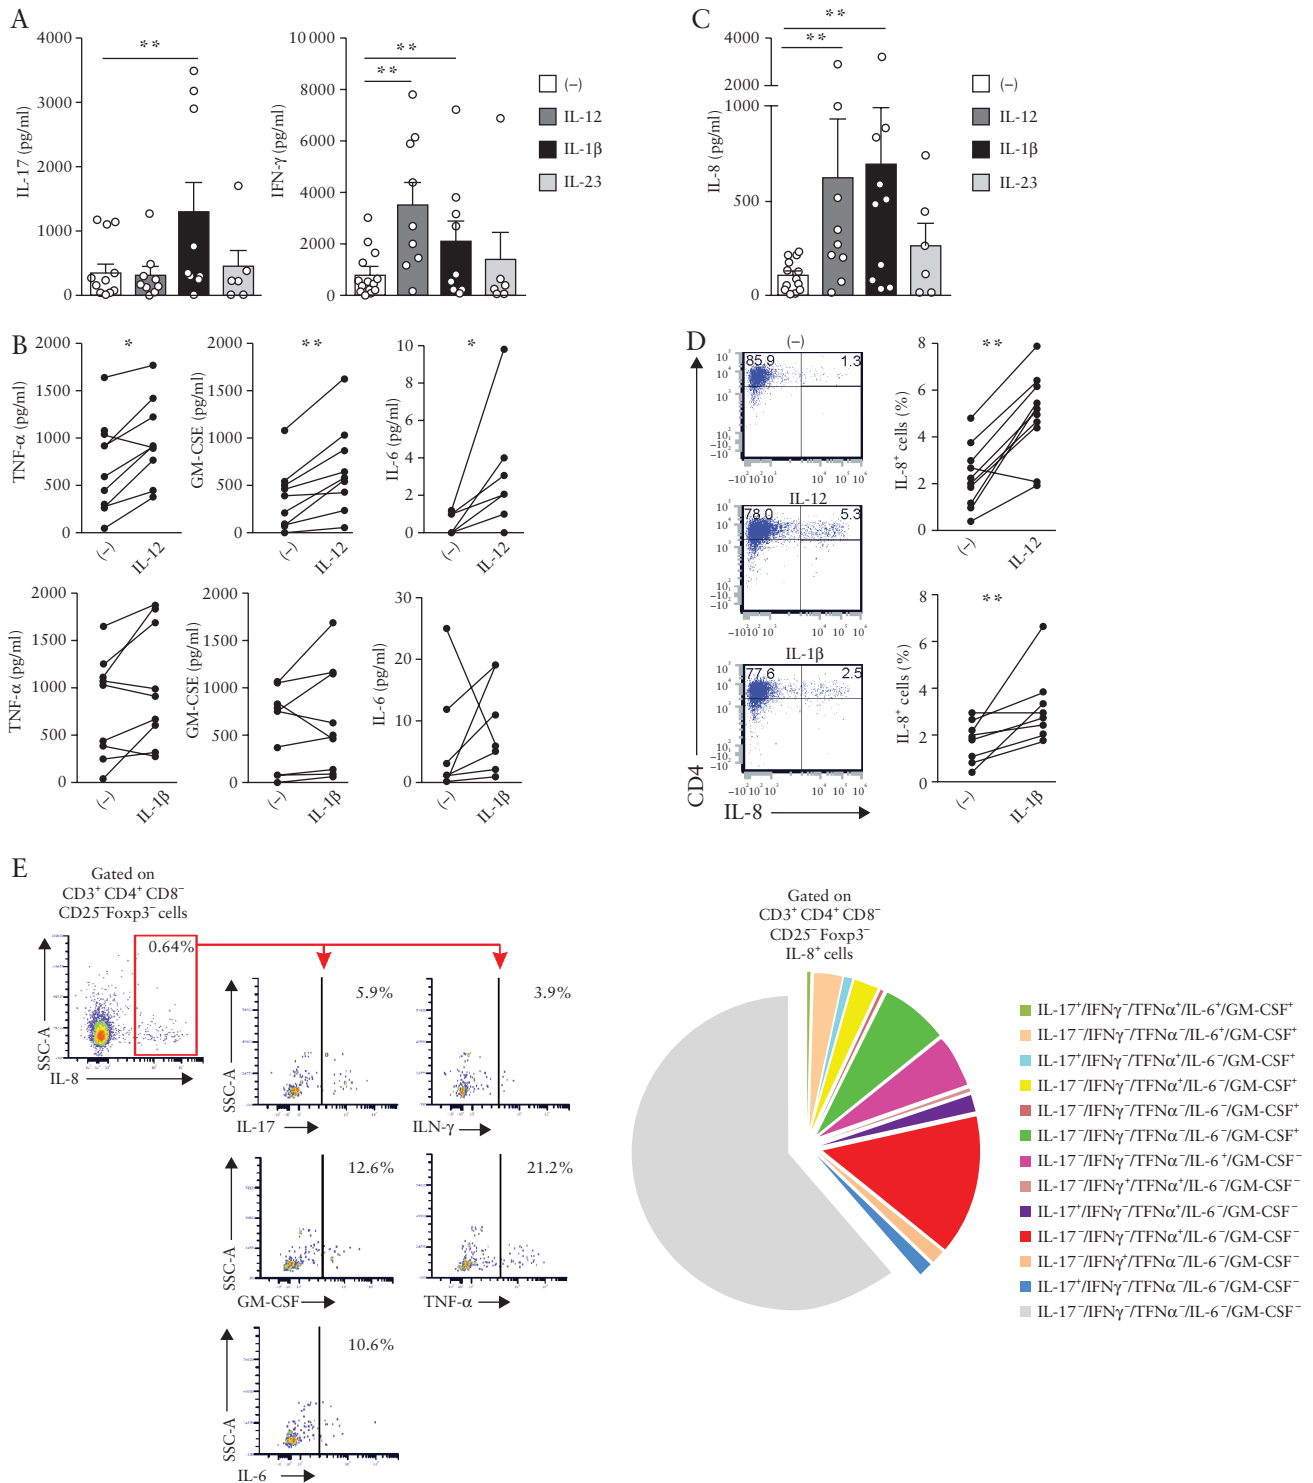 A
IL-17 (pg/ml)
4000
3000
2000
1000
0
**
IFN-γ (pg/ml)
10 000
8000
6000
4000
2000
0
**
**
(–)
IL-12
IL-1β
IL-23
C
IL-8 (pg/ml)
4000
2000
1000
500
0
**
**
(–)
IL-12
IL-1β
IL-23
B
TNF-α (pg/ml)
2000
1500
1000
500
0
*
(–)
IL-12
GM-CSE (pg/ml)
2000
1500
1000
500
0
**
(–)
IL-12
IL-6 (pg/ml)
10
8
6
4
2
0
*
(–)
IL-12
TNF-α (pg/ml)
2000
1500
1000
500
0
(–)
IL-1β
GM-CSE (pg/ml)
2000
1500
1000
500
0
(–)
IL-1β
IL-6 (pg/ml)
30
20
10
0
(–)
IL-1β
D
(–)
85.9
1.3
IL-12
78.0
5.3
IL-1β
77.6
2.5
CD4
IL-8
IL-8⁺ cells (%)
8
6
4
2
0
**
(–)
IL-12
IL-8⁺ cells (%)
8
6
4
2
0
**
(–)
IL-1β
E
Gated on
CD3⁺ CD4⁺ CD8⁻
CD25⁻Foxp3⁻ cells
0.64%
SSC-A
IL-8
5.9%
SSC-A
IL-17
3.9%
ILN-γ
12.6%
SSC-A
GM-CSF
21.2%
TNF-α
10.6%
SSC-A
IL-6
Gated on
CD3⁺ CD4⁺ CD8⁻
CD25⁻ Foxp3⁻
IL-8⁺ cells
IL-17⁺/IFNγ⁻/TFNα⁺/IL-6⁺/GM-CSF⁺
IL-17⁻/IFNγ⁻/TFNα⁻/IL-6⁺/GM-CSF⁺
IL-17⁺/IFNγ⁻/TFNα⁺/IL-6⁻/GM-CSF⁺
IL-17⁻/IFNγ⁻/TFNα⁺/IL-6⁻/GM-CSF⁺
IL-17⁻/IFNγ⁻/TFNα⁻/IL-6⁻/GM-CSF⁺
IL-17⁻/IFNγ⁻/TFNα⁻/IL-6⁻/GM-CSF⁺
IL-17⁻/IFNγ⁻/TFNα⁻/IL-6⁺/GM-CSF⁻
IL-17⁻/IFNγ⁺/TFNα⁺/IL-6⁻/GM-CSF⁻
IL-17⁺/IFNγ⁻/TFNα⁺/IL-6⁻/GM-CSF⁻
IL-17⁻/IFNγ⁻/TFNα⁺/IL-6⁻/GM-CSF⁻
IL-17⁻/IFNγ⁺/TFNα⁻/IL-6⁻/GM-CSF⁻
IL-17⁺/IFNγ⁻/TFNα⁻/IL-6⁻/GM-CSF⁻
IL-17⁻/IFNγ⁻/TFNα⁻/IL-6⁻/GM-CSF⁻